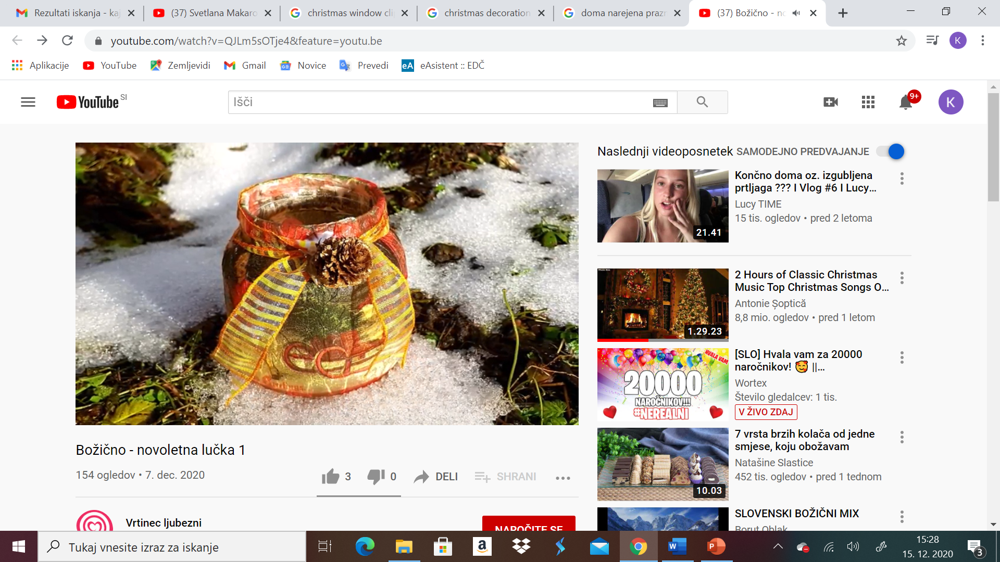 Rezultati iskanja - kaj
(37) Svetlana Makaro
christmas window cli
christmas decoration
doma narejena prazn
(37) Božično - no
youtube.com/watch?v=QJLm5sOTje4&feature=youtu.be
K
Aplikacije
YouTube
Zemljevidi
Gmail
Novice
Prevedi
eA eAsistent :: EDČ
YouTube SI
Išči
9+
K
Naslednji videoposnetek
SAMODEJNO PREDVAJANJE
21.41
Končno doma oz. izgubljena
prtljaga ??? I Vlog #6 I Lucy...
Lucy TIME
15 tis. ogledov • pred 2 letoma
Music Box
1.29.23
2 Hours of Classic Christmas
Music Top Christmas Songs O...
Antonie Șoptică
8,8 mio. ogledov • pred 1 letom
HVALA VAM
20000
NAROČNIKOV!!!
#NEREALNI
[SLO] Hvala vam za 20000
naročnikov! 🥰 ||...
Wortex
Število gledalcev: 1 tis.
V ŽIVO ZDAJ
10.03
7 vrsta brzih kolača od jedne
smjese, koju obožavam
Natašine Slastice
452 tis. ogledov • pred 1 tednom
SLOVENSKI BOŽIČNI MIX
Borut Oblak
Božično - novoletna lučka 1
154 ogledov • 7. dec. 2020
3
0
DELI
SHRANI
Vrtinec ljubezni
NAROČITE SE
Tukaj vnesite izraz za iskanje
15:28
15. 12. 2020
3